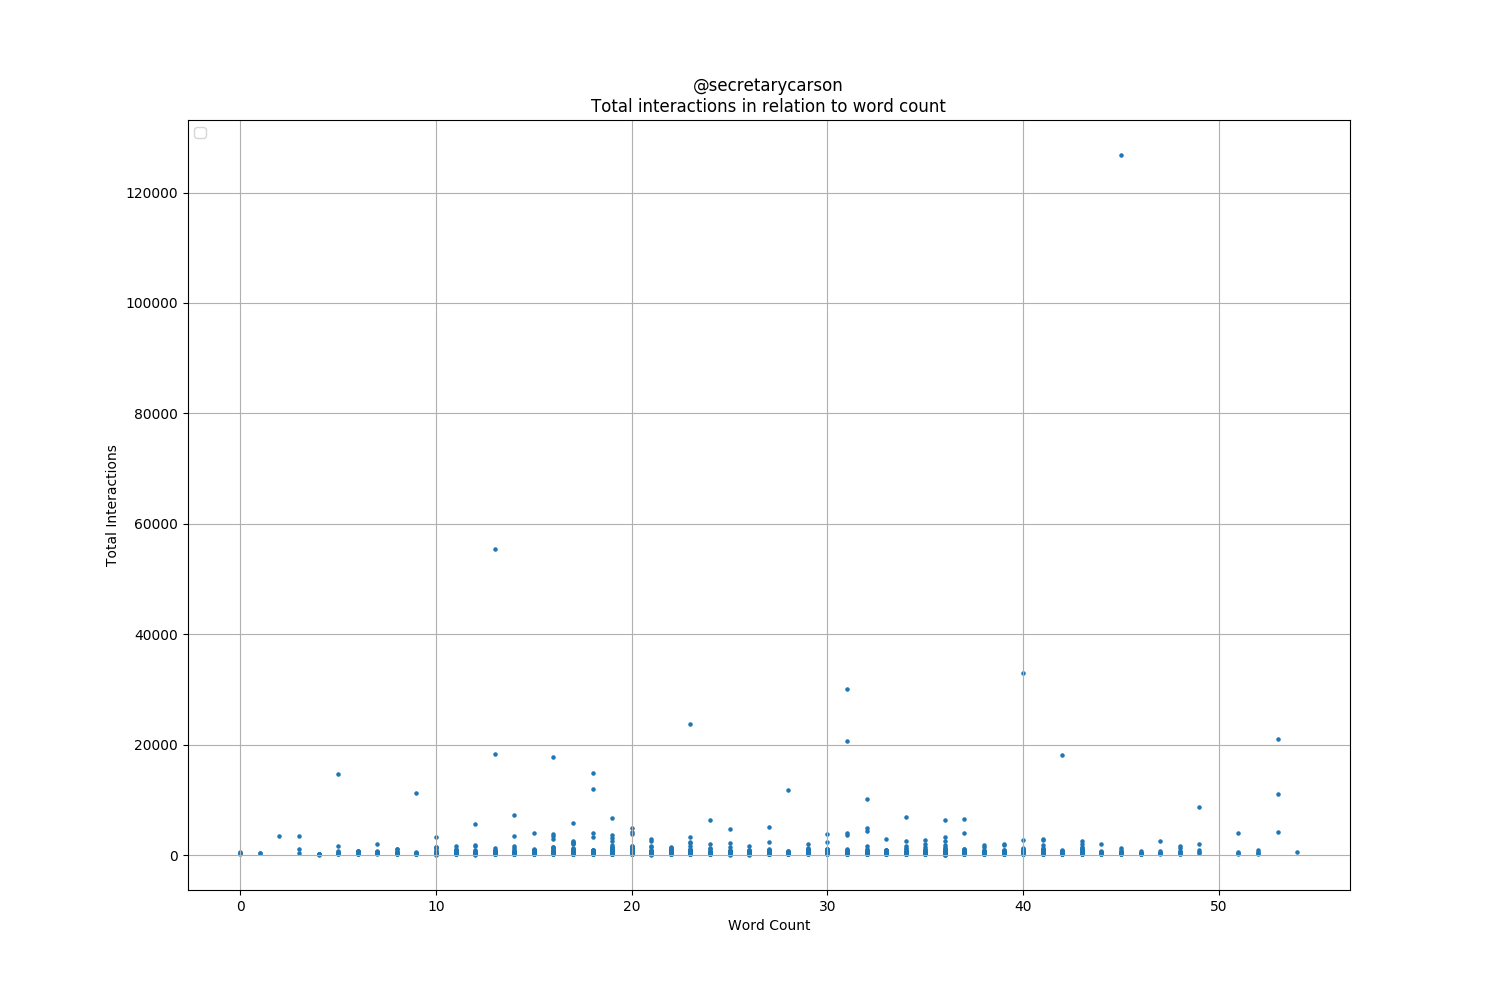 @secretarycarson
Total interactions in relation to word count
120000
100000
80000
60000
40000
20000
0
Total Interactions
0 10 20 30 40 50
Word Count